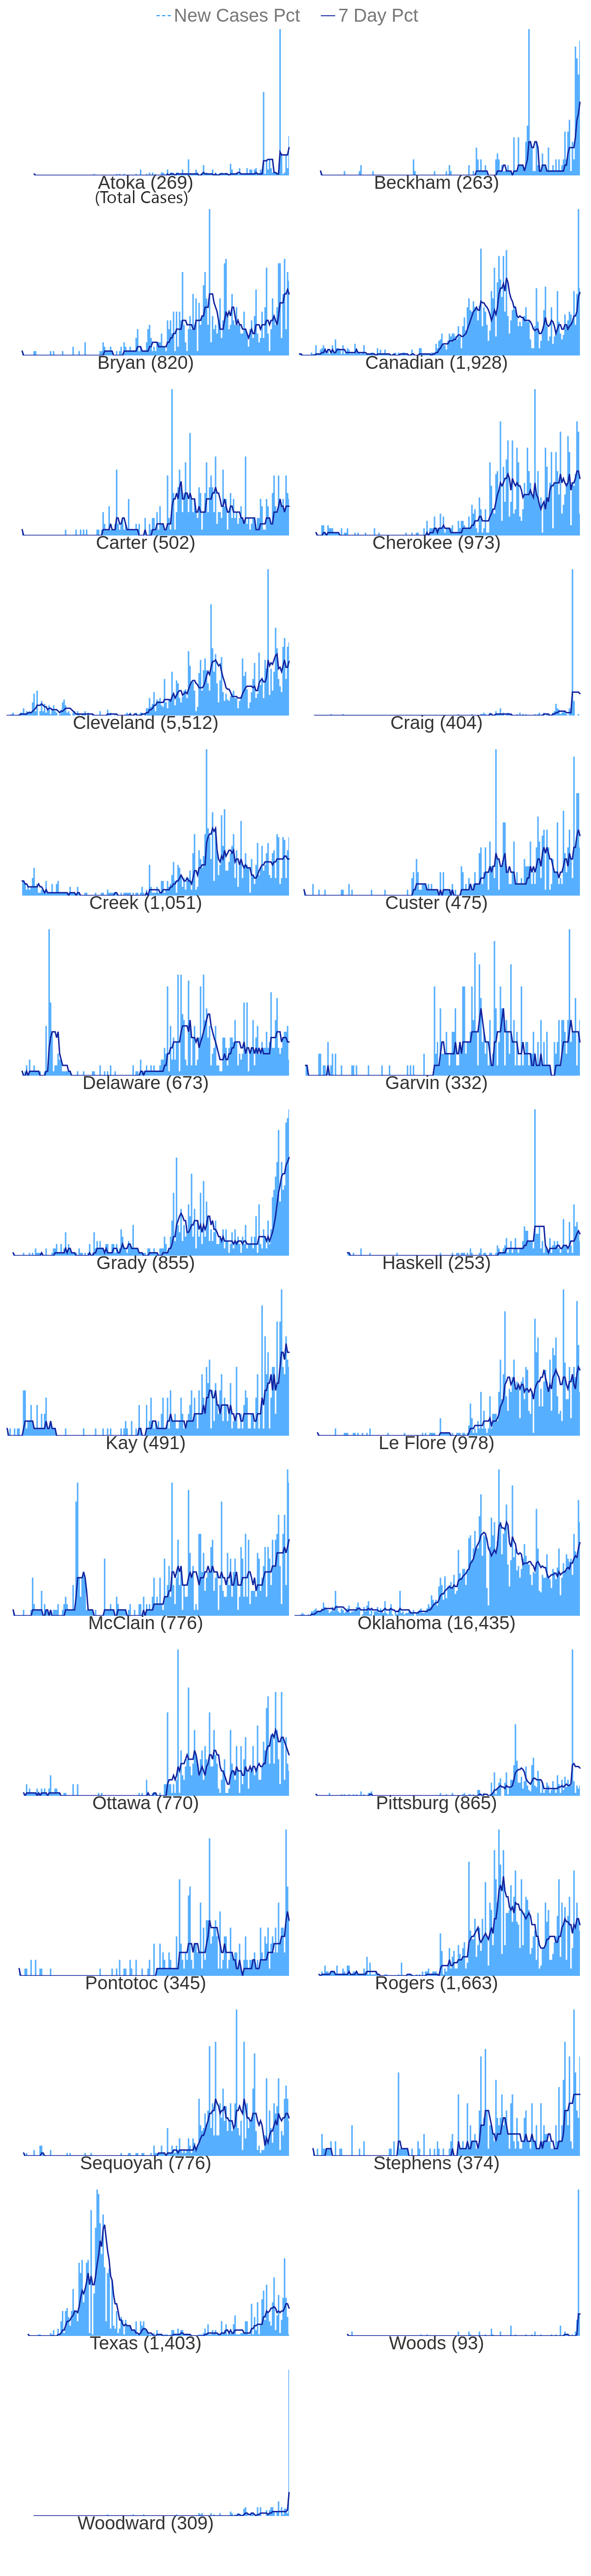 New Cases Pct 7 Day Pct
Atoka (269) Beckham (263)
(Total Cases)
Bryan (820) Canadian (1,928)
Carter (502) Cherokee (973)
Cleveland (5,512) Craig (404)
Creek (1,051) Custer (475)
Delaware (673) Garvin (332)
Grady (855) Haskell (253)
Kay (491) Le Flore (978)
McClain (776) Oklahoma (16,435)
Ottawa (770) Pittsburg (865)
Pontotoc (345) Rogers (1,663)
Sequoyah (776) Stephens (374)
Texas (1,403) Woods (93)
Woodward (309)